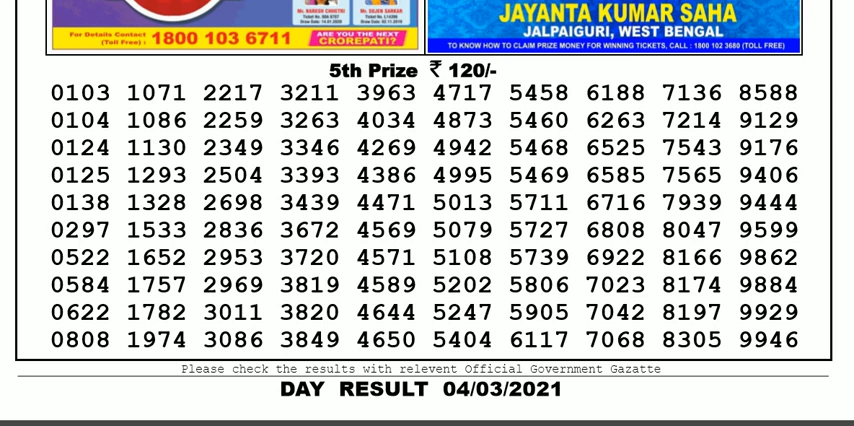 Mr. BIKASH CHHETRI
Mr. SUJEN SARKAR
For Details Contact
(Toll Free) : 1800 103 6711
ARE YOU THE NEXT
CROREPATI?
JAYANTA KUMAR SAHA
JALPAIGURI, WEST BENGAL
TO KNOW HOW TO CLAIM PRIZE MONEY FOR WINNING TICKETS, CALL : 1800 102 3680 (TOLL FREE)
5th Prize ₹ 120/-
0103 1071 2217 3211 3963 4717 5458 6188 7136 8588
0104 1086 2259 3263 4034 4873 5460 6263 7214 9129
0124 1130 2349 3346 4269 4942 5468 6525 7543 9176
0125 1293 2504 3393 4386 4995 5469 6585 7565 9406
0138 1328 2698 3439 4471 5013 5711 6716 7939 9444
0297 1533 2836 3672 4569 5079 5727 6808 8047 9599
0522 1652 2953 3720 4571 5108 5739 6922 8166 9862
0584 1757 2969 3819 4589 5202 5806 7023 8174 9884
0622 1782 3011 3820 4644 5247 5905 7042 8197 9929
0808 1974 3086 3849 4650 5404 6117 7068 8305 9946
Please check the results with relevent Official Government Gazatte
DAY RESULT 04/03/2021